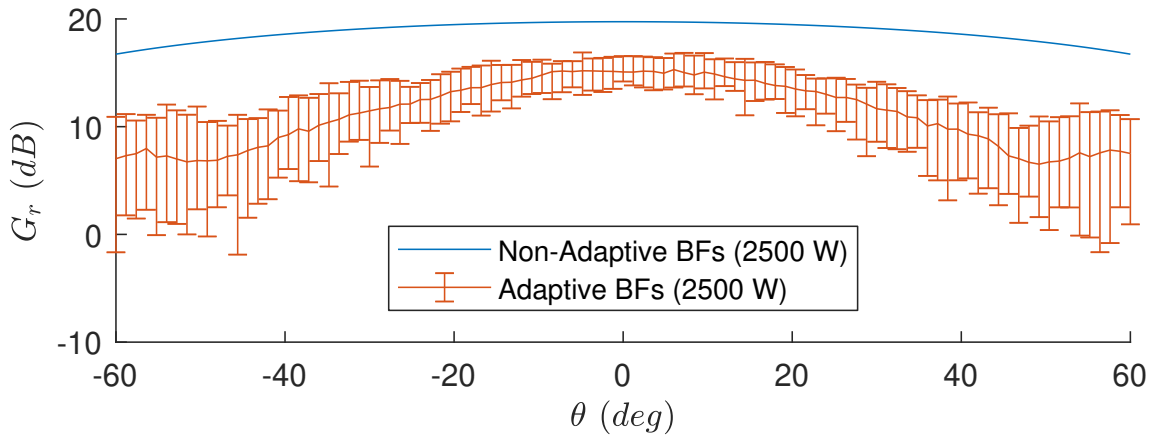 20
10
0
-10
G_r (dB)
Non-Adaptive BFs (2500 W)
Adaptive BFs (2500 W)
-60 -40 -20 0 20 40 60
θ (deg)